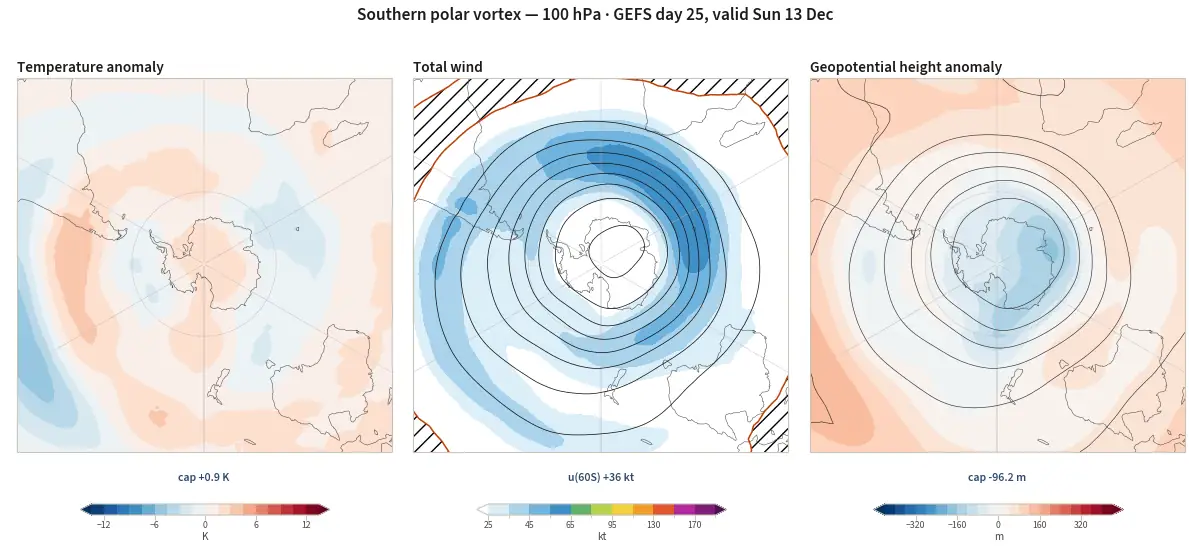 Southern polar vortex — 100 hPa · GEFS day 25, valid Sun 13 Dec
Temperature anomaly
Total wind
Geopotential height anomaly
cap +0.9 K
u(60S) +36 kt
cap -96.2 m
−12 −6 0 6 12
K
25 45 65 95 130 170
kt
−320 −160 0 160 320
m